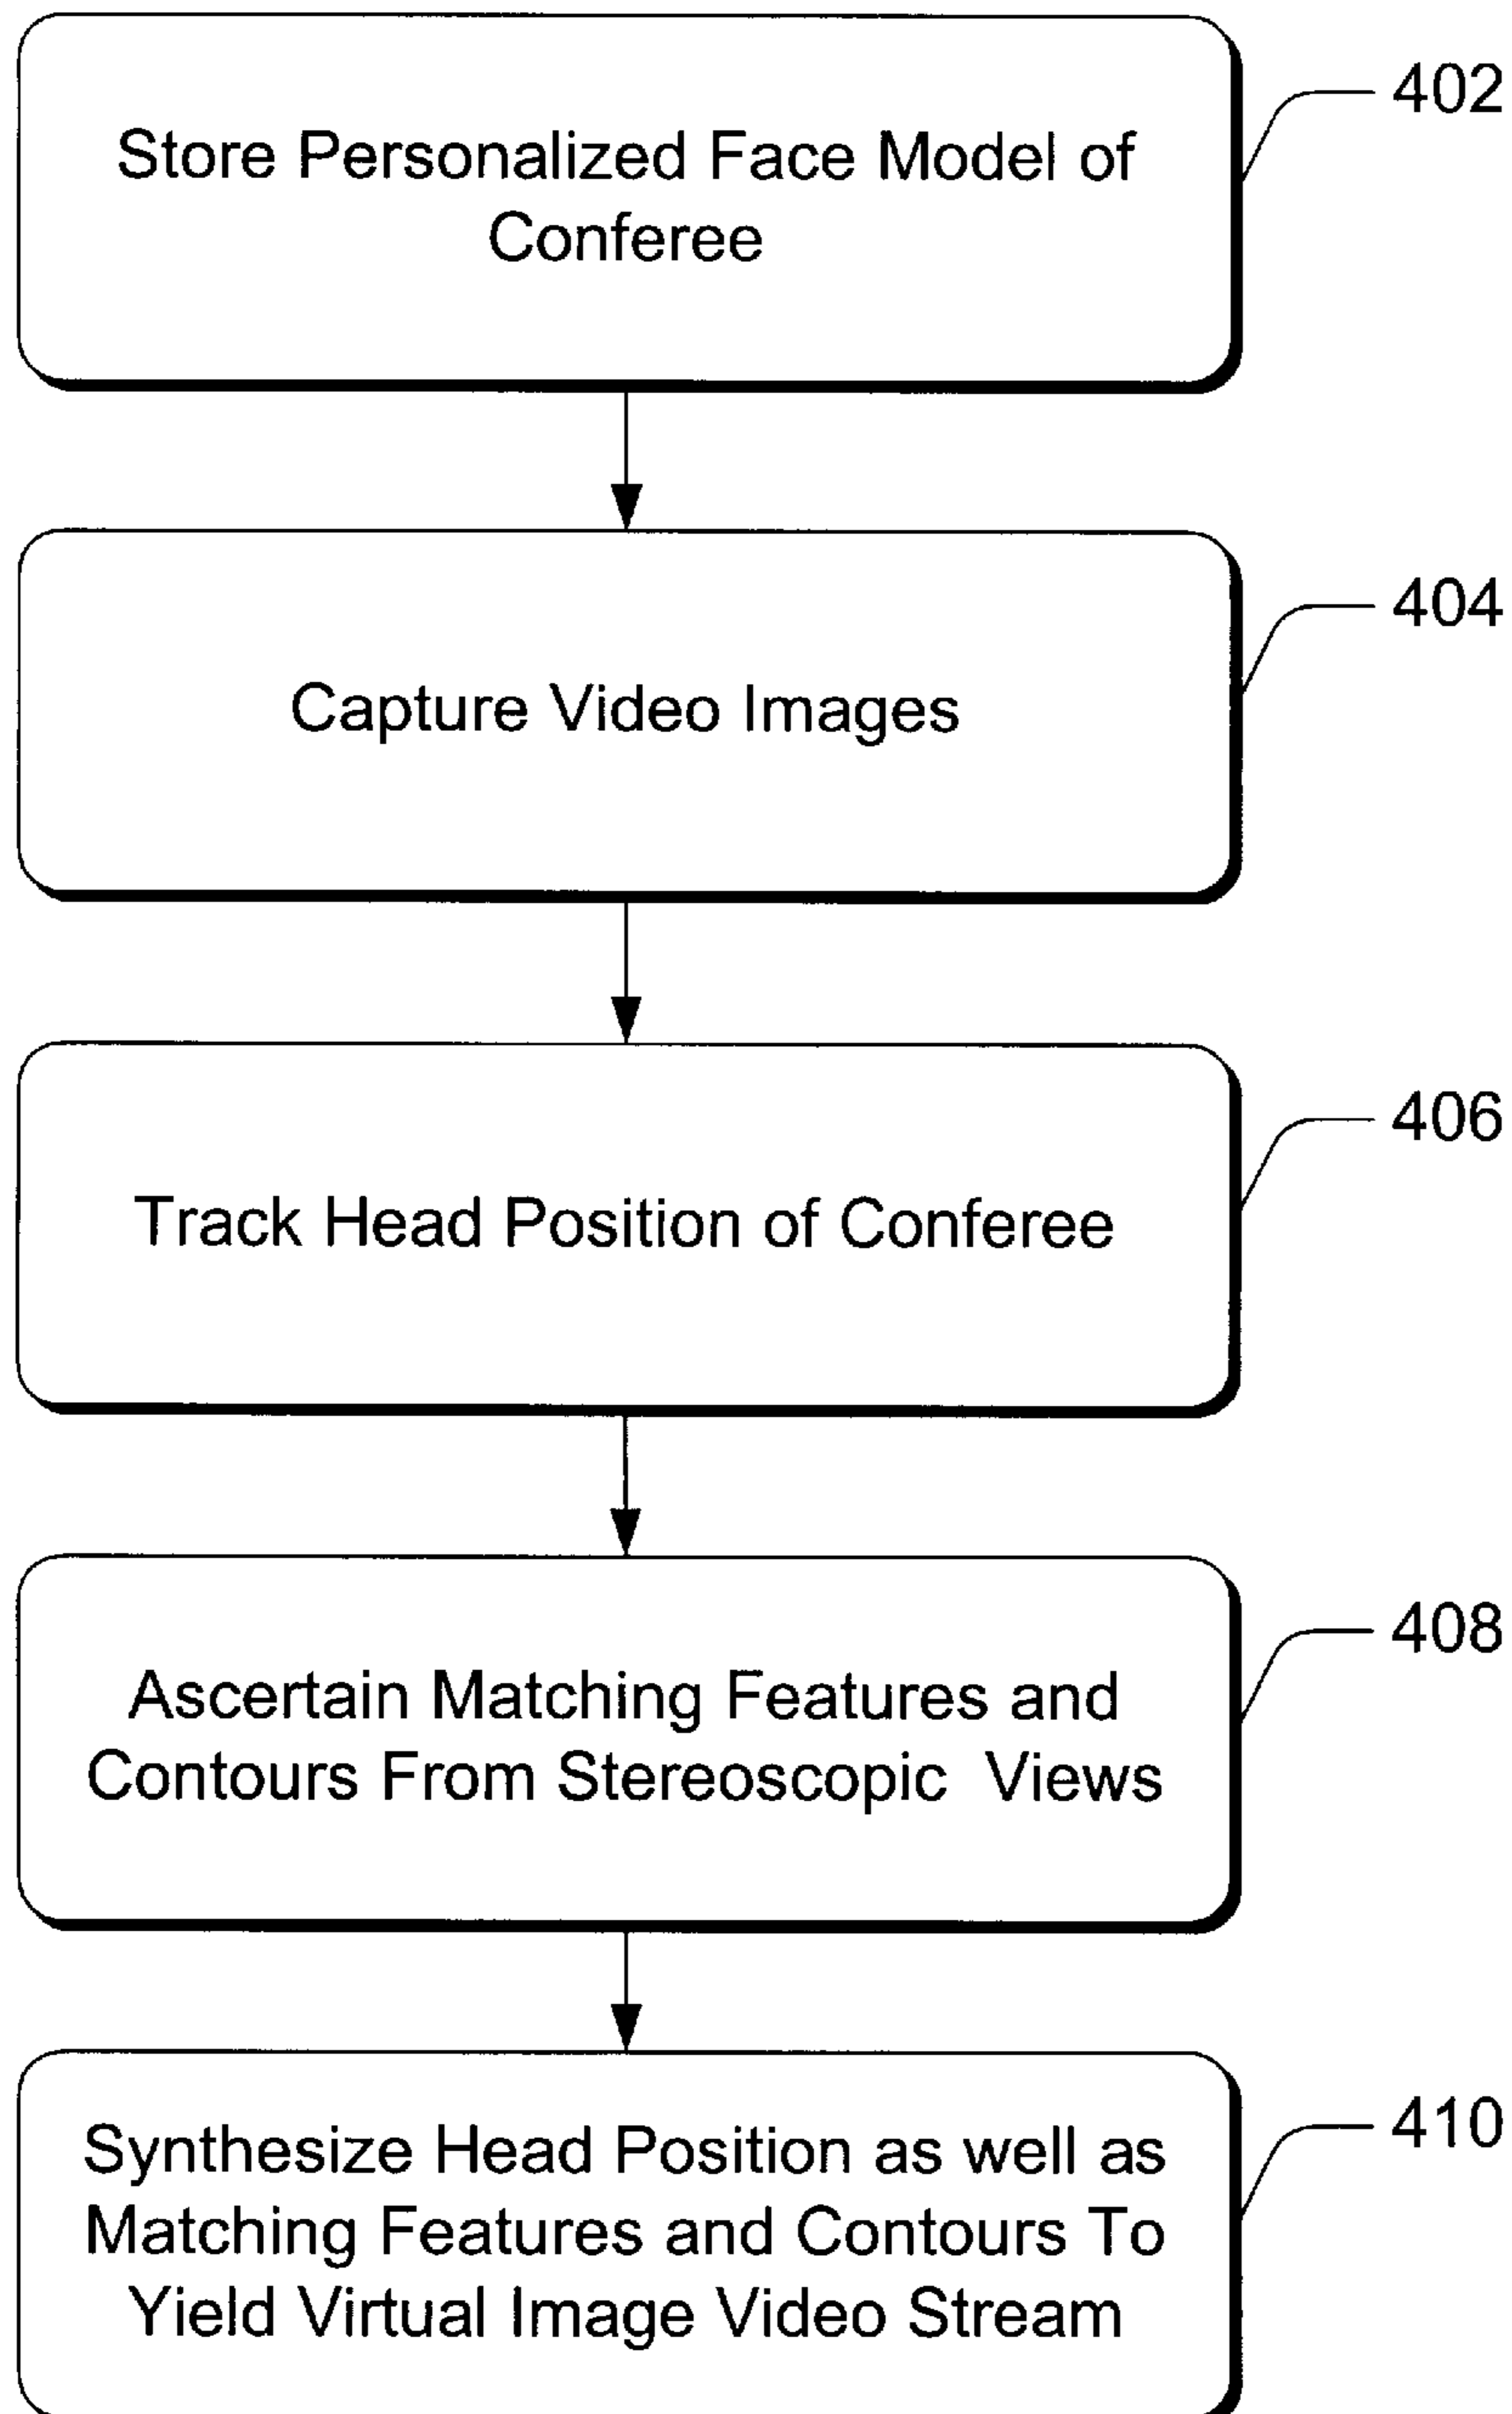 402
Store Personalized Face Model of
Conferee
404
Capture Video Images
406
Track Head Position of Conferee
408
Ascertain Matching Features and
Contours From Stereoscopic Views
410
Synthesize Head Position as well as
Matching Features and Contours To
Yield Virtual Image Video Stream